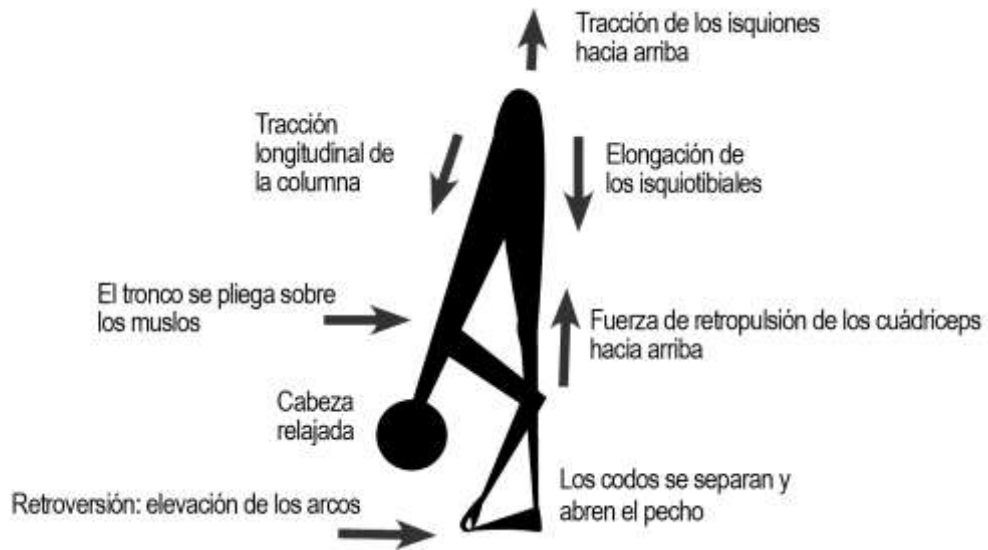 Tracción de los isquiones
hacia arriba
Tracción
longitudinal de
la columna
Elongación de
los isquiotibiales
El tronco se pliega sobre
los muslos
Fuerza de retropulsión de los cuádriceps
hacia arriba
Cabeza
relajada
Los codos se separan y
abren el pecho
Retroversión: elevación de los arcos